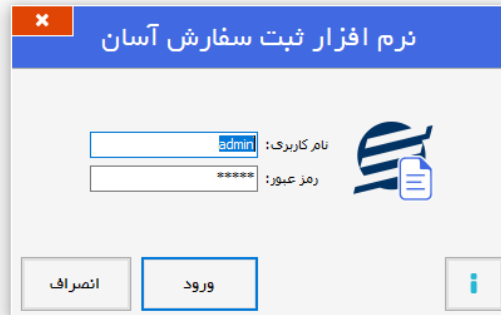 نرم افزار ثبت سفارش آسان
نام کاربری: admin
رمز عبور: *****
ورود
انصراف